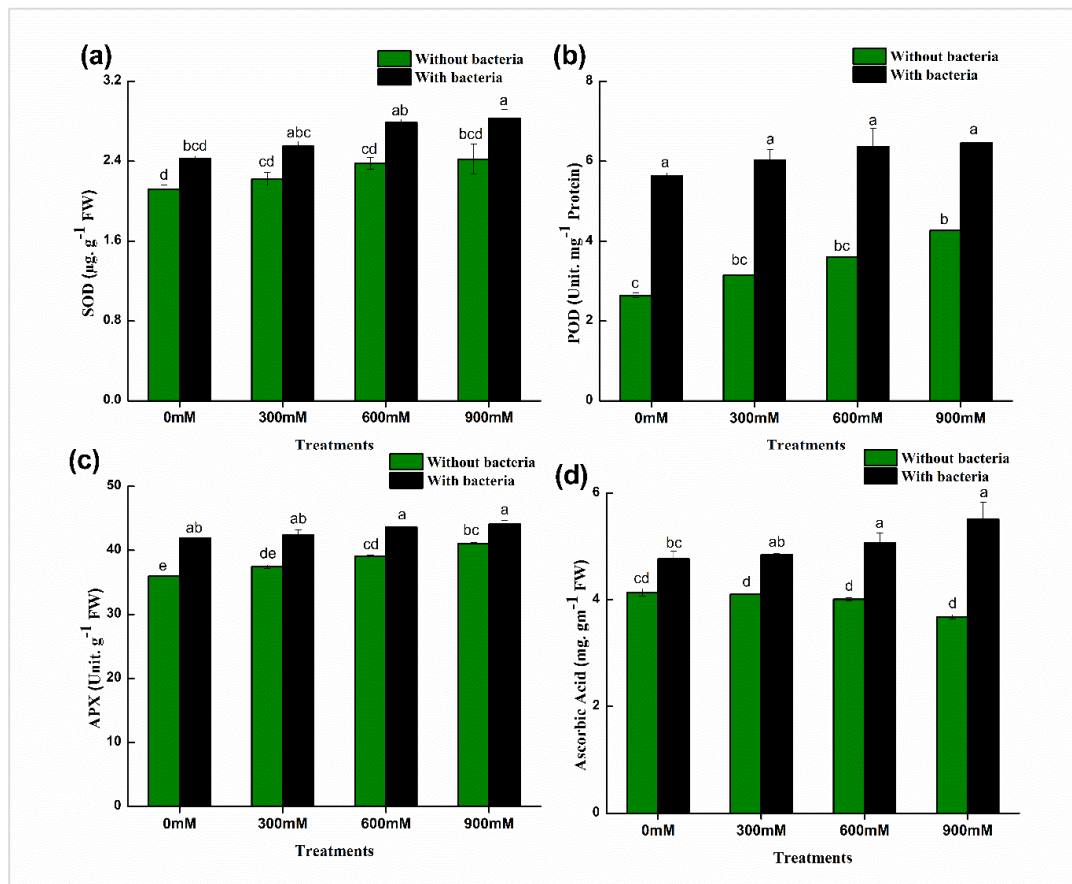 (a)
Without bacteria
With bacteria
3.2
2.4
1.6
0.8
0.0
SOD (µg. g⁻¹ FW)
d
bcd
cd
abc
cd
ab
bcd
a
0mM
300mM
600mM
900mM
Treatments
(b)
Without bacteria
With bacteria
8
6
4
2
0
POD (Unit. mg⁻¹ Protein)
c
a
bc
a
bc
a
b
a
0mM
300mM
600mM
900mM
Treatments
(c)
Without bacteria
With bacteria
50
40
30
20
10
0
APX (Unit. g⁻¹ FW)
e
ab
de
ab
cd
a
bc
a
0mM
300mM
600mM
900mM
Treatments
(d)
Without bacteria
With bacteria
6
4
2
0
Ascorbic Acid (mg. gm⁻¹ FW)
cd
bc
d
ab
d
a
d
a
0mM
300mM
600mM
900mM
Treatments